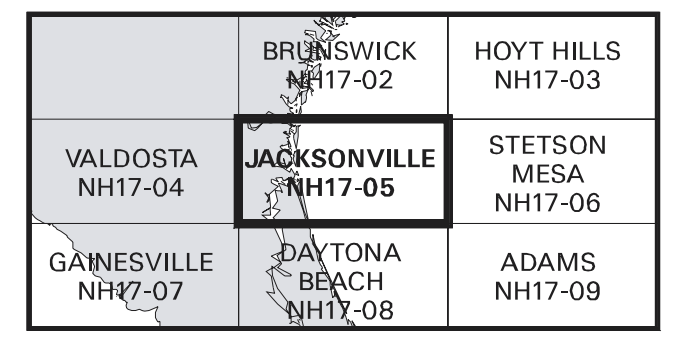 BRUNSWICK
NH17-02
HOYT HILLS
NH17-03
VALDOSTA
NH17-04
JACKSONVILLE
NH17-05
STETSON
MESA
NH17-06
GAINESVILLE
NH17-07
DAYTONA
BEACH
NH17-08
ADAMS
NH17-09